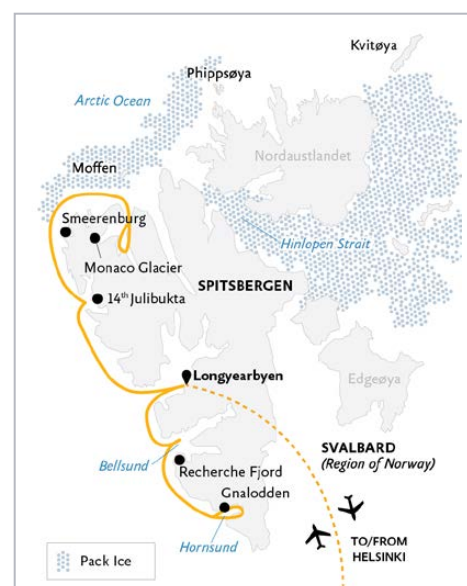 Kvitøya
Phippsøya
Arctic Ocean
Nordaustlandet
Moffen
Smeerenburg
Hinlopen Strait
Monaco Glacier
SPITSBERGEN
14th Julibukta
Longyearbyen
Edgeøya
SVALBARD
(Region of Norway)
Bellsund
Recherche Fjord
Gnalodden
TO/FROM
HELSINKI
Hornsund
Pack Ice